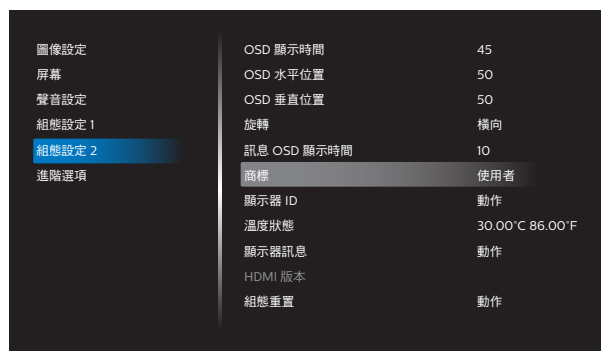 圖像設定
屏幕
聲音設定
組態設定 1
組態設定 2
進階選項
OSD 顯示時間 45
OSD 水平位置 50
OSD 垂直位置 50
旋轉 橫向
訊息 OSD 顯示時間 10
商標 使用者
顯示器 ID 動作
溫度狀態 30.00°C 86.00°F
顯示器訊息 動作
HDMI 版本
組態重置 動作